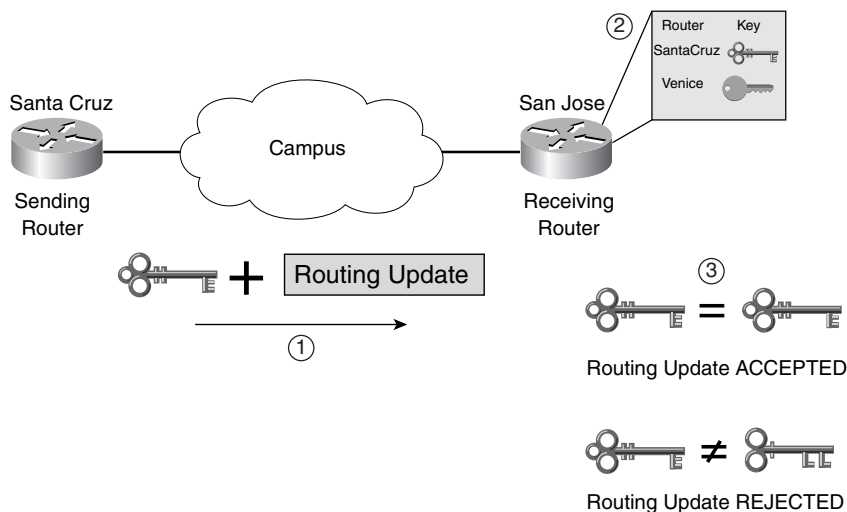 2
Router Key
SantaCruz
Venice
Santa Cruz
San Jose
Campus
Sending
Router
Receiving
Router
+ Routing Update
1
3
=
Routing Update ACCEPTED
≠
Routing Update REJECTED